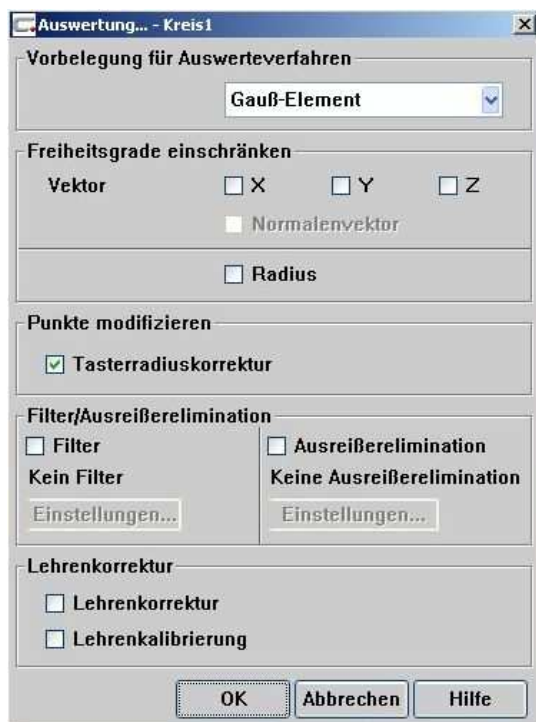 Auswertung... - Kreis1
Vorbelegung für Auswerteverfahren
Gauß-Element
Freiheitsgrade einschränken
Vektor X Y Z
Normalenvektor
Radius
Punkte modifizieren
Tasterradiuskorrektur
Filter/Ausreißerelimination
Filter
Kein Filter
Einstellungen...
Ausreißerelimination
Keine Ausreißerelimination
Einstellungen...
Lehrenkorrektur
Lehrenkorrektur
Lehrenkalibrierung
OK Abbrechen Hilfe